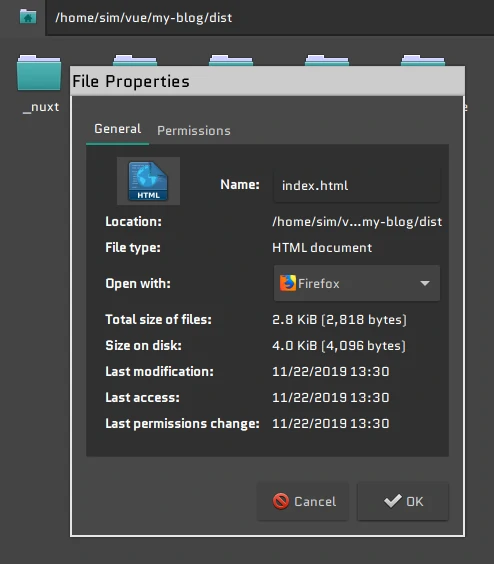 /home/sim/vue/my-blog/dist
_nuxt
File Properties
General Permissions
HTML
Name: index.html
Location: /home/sim/v...my-blog/dist
File type: HTML document
Open with: Firefox
Total size of files: 2.8 KiB (2,818 bytes)
Size on disk: 4.0 KiB (4,096 bytes)
Last modification: 11/22/2019 13:30
Last access: 11/22/2019 13:30
Last permissions change: 11/22/2019 13:30
Cancel OK